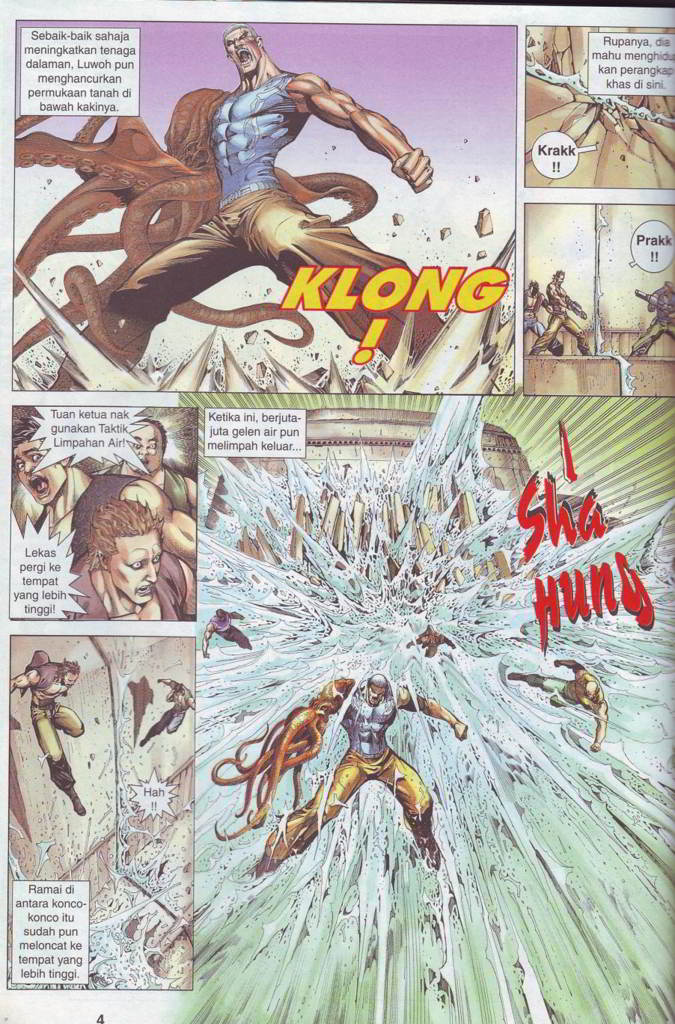 Sebaik-baik sahaja
meningkatkan tenaga
dalaman, Luwoh pun
menghancurkan
permukaan tanah di
bawah kakinya.
KLONG
!
Rupanya, dia
mahu menghidu
kan perangkap
khas di sini.
Krakk
!!
Prakk
!!
Tuan ketua nak
gunakan Taktik
Limpahan Air!
Lekas
pergi ke
tempat
yang lebih
tinggi!
Ketika ini, berjuta-
juta gelen air pun
melimpah keluar...
! Sha
HUNG
Hah
!!
Ramai di
antara konco-
konco itu
sudah pun
meloncat ke
tempat yang
lebih tinggi.
4